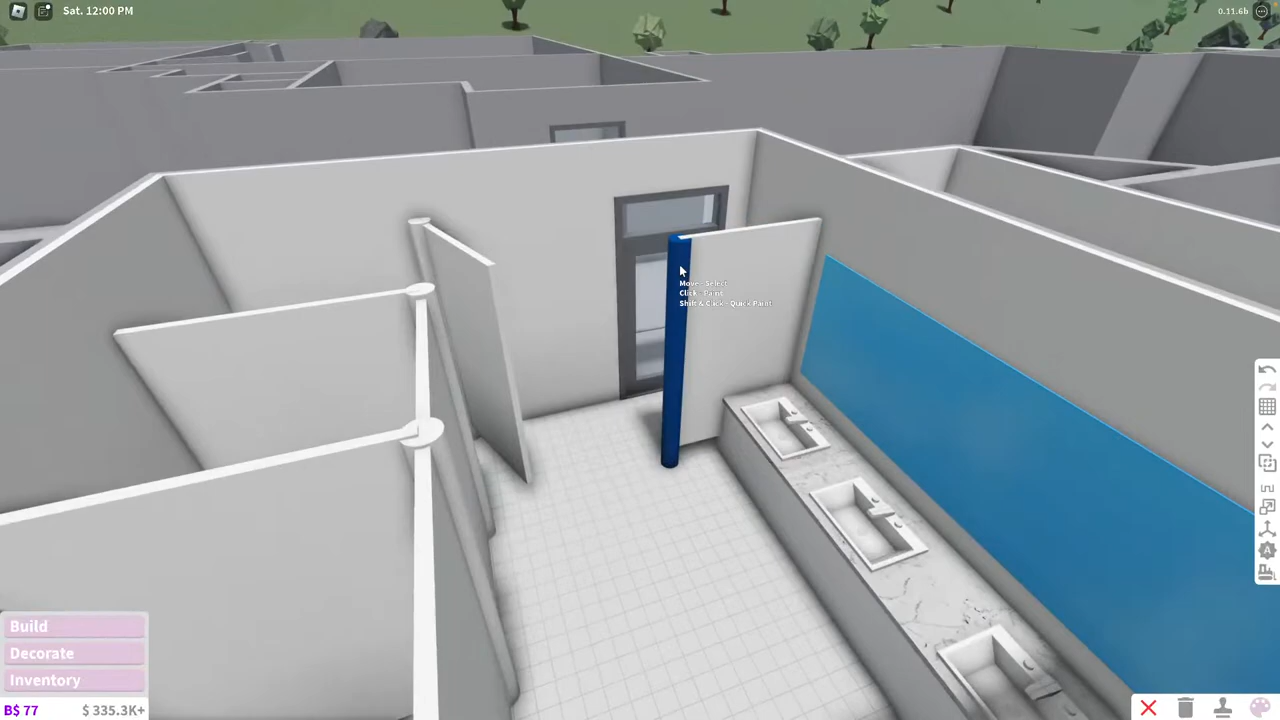 Sat. 12:00 PM
0.11.6b
Move - Select
Click - Paint
Shift & Click - Quick Paint
Build
Decorate
Inventory
B$ 77
$ 335.3K+